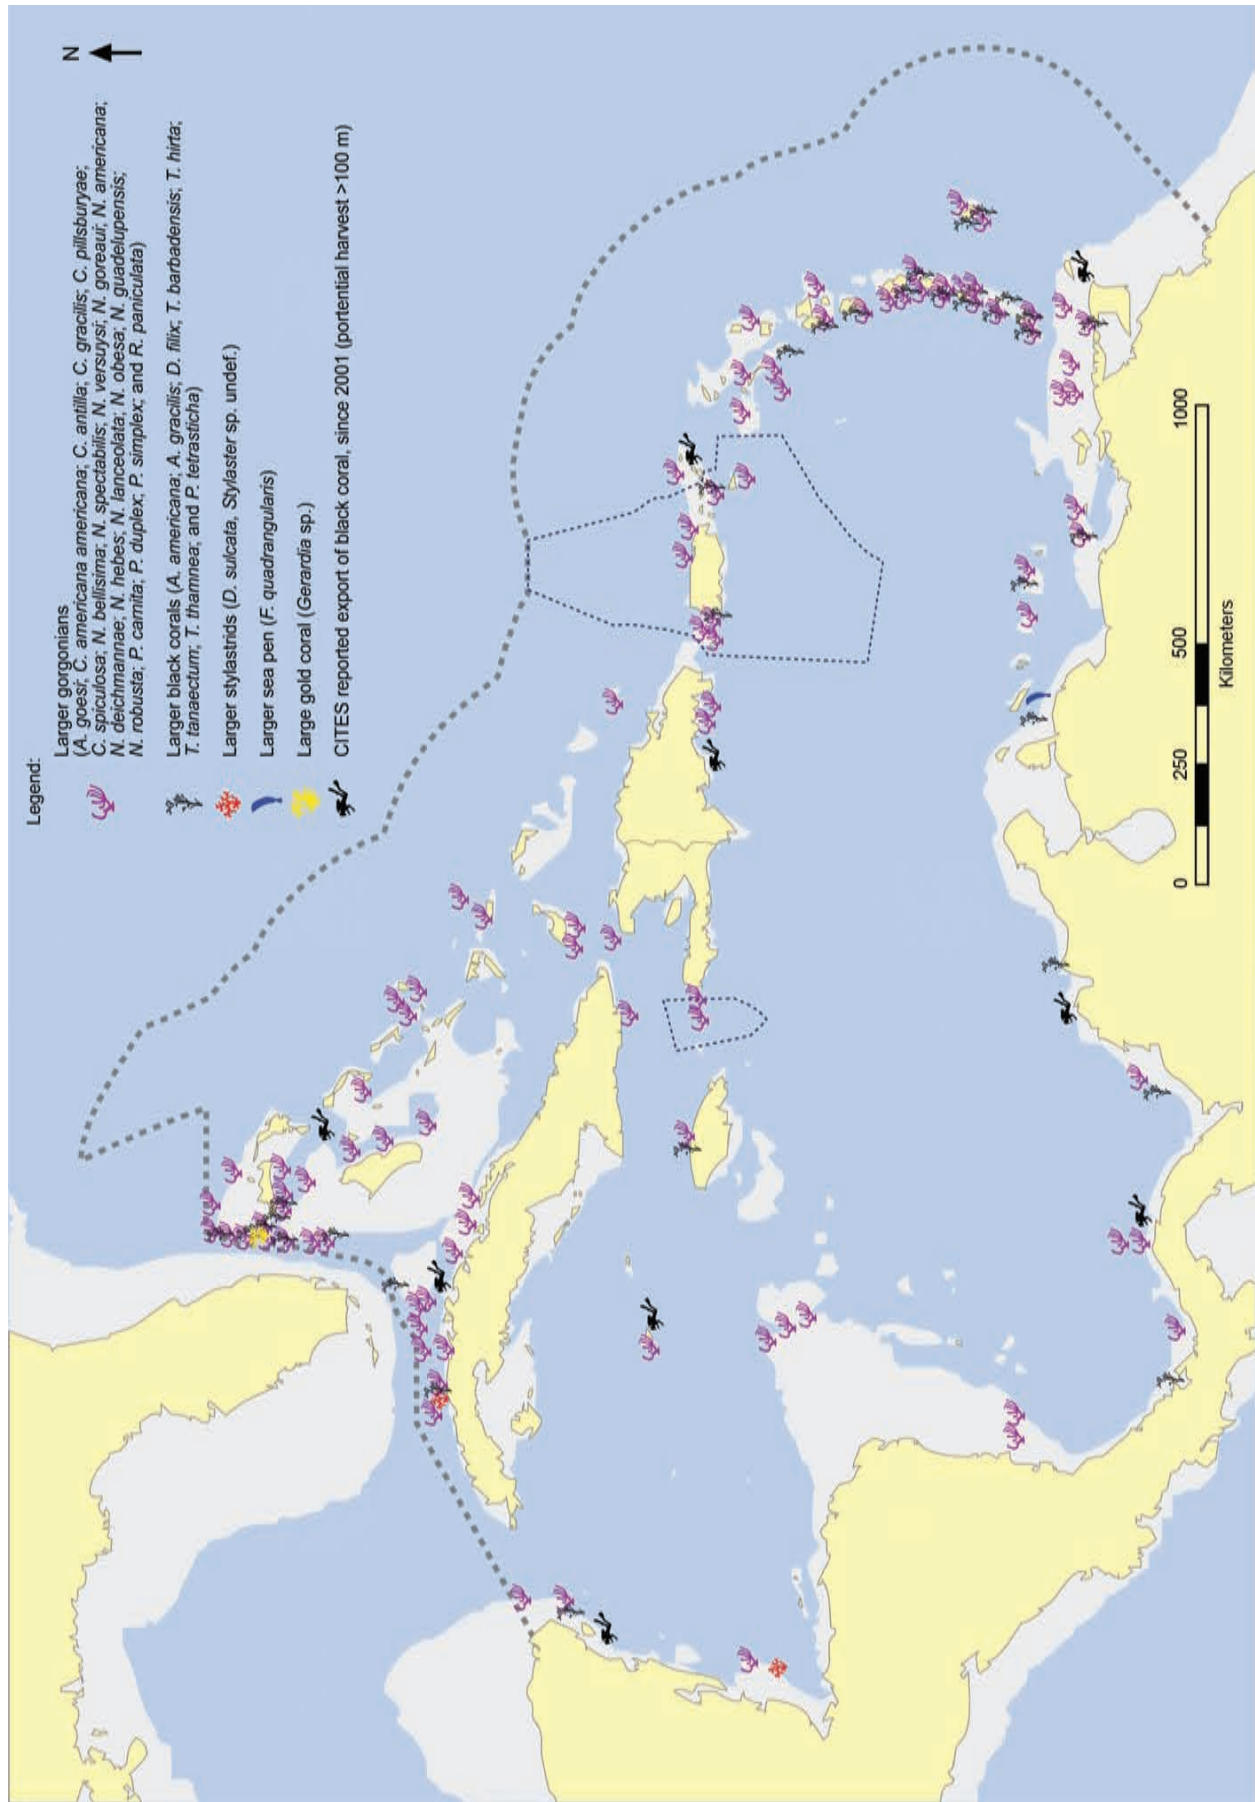 Legend:
Larger gorgonians
(A. goesi; C. americana americana; C. antilla; C. gracilis; C. pillsburyae;
C. spiculosa; N. bellisima; N. spectabilis; N. versuysi; N. goreaui; N. americana;
N. deichmannae; N. hebes; N. lanceolata; N. obesa; N. guadelupensis;
N. robusta; P. carnita; P. duplex; P. simplex; and R. paniculata)
Larger black corals (A. americana; A. gracilis; D. filix; T. barbadensis; T. hirta;
T. tanaectum; T. thamnea; and P. tetrasticha)
Larger stylastrids (D. sulcata, Stylaster sp. undef.)
Larger sea pen (F. quadrangularis)
Large gold coral (Gerardia sp.)
CITES reported export of black coral, since 2001 (portential harvest >100 m)
N
0 250 500 1000
Kilometers